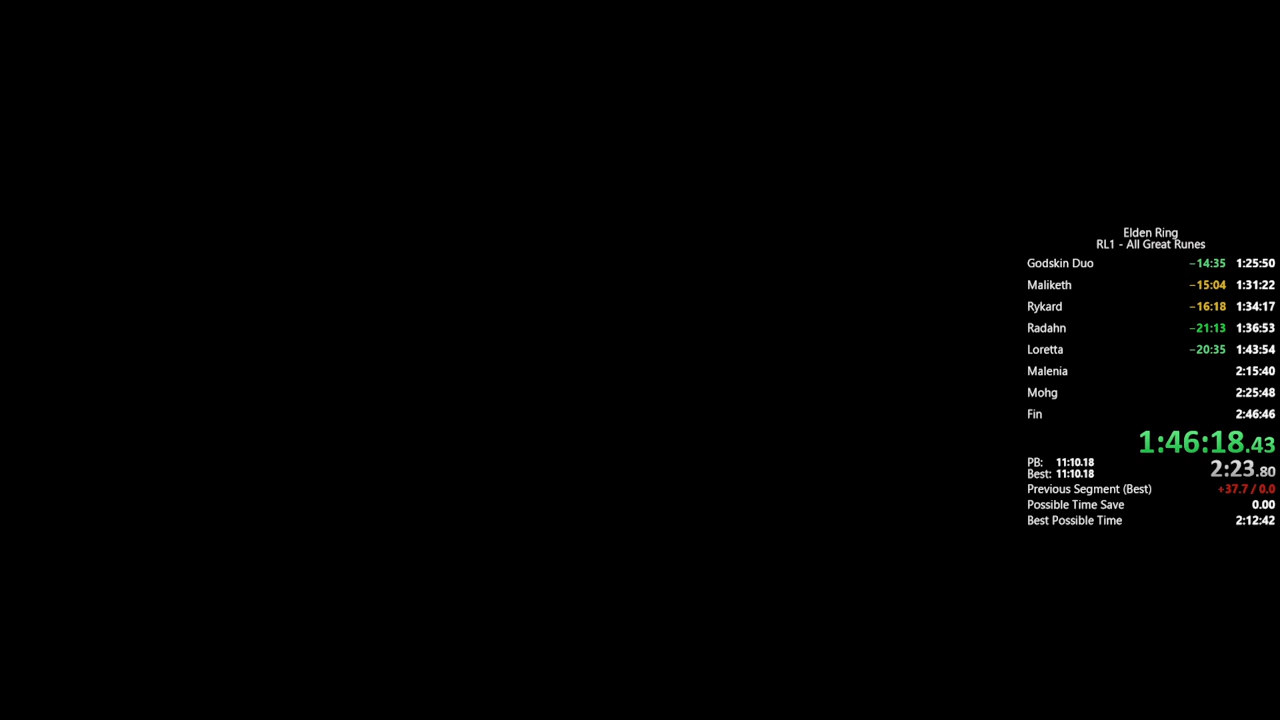 Elden Ring
RL1 - All Great Runes
Godskin Duo −14:35 1:25:50
Maliketh −15:04 1:31:22
Rykard −16:18 1:34:17
Radahn −21:13 1:36:53
Loretta −20:35 1:43:54
Malenia 2:15:40
Mohg 2:25:48
Fin 2:46:46
1:46:18.43
PB: 11:10.18 2:23.80
Best: 11:10.18
Previous Segment (Best) +37.7 / 0.0
Possible Time Save 0.00
Best Possible Time 2:12:42